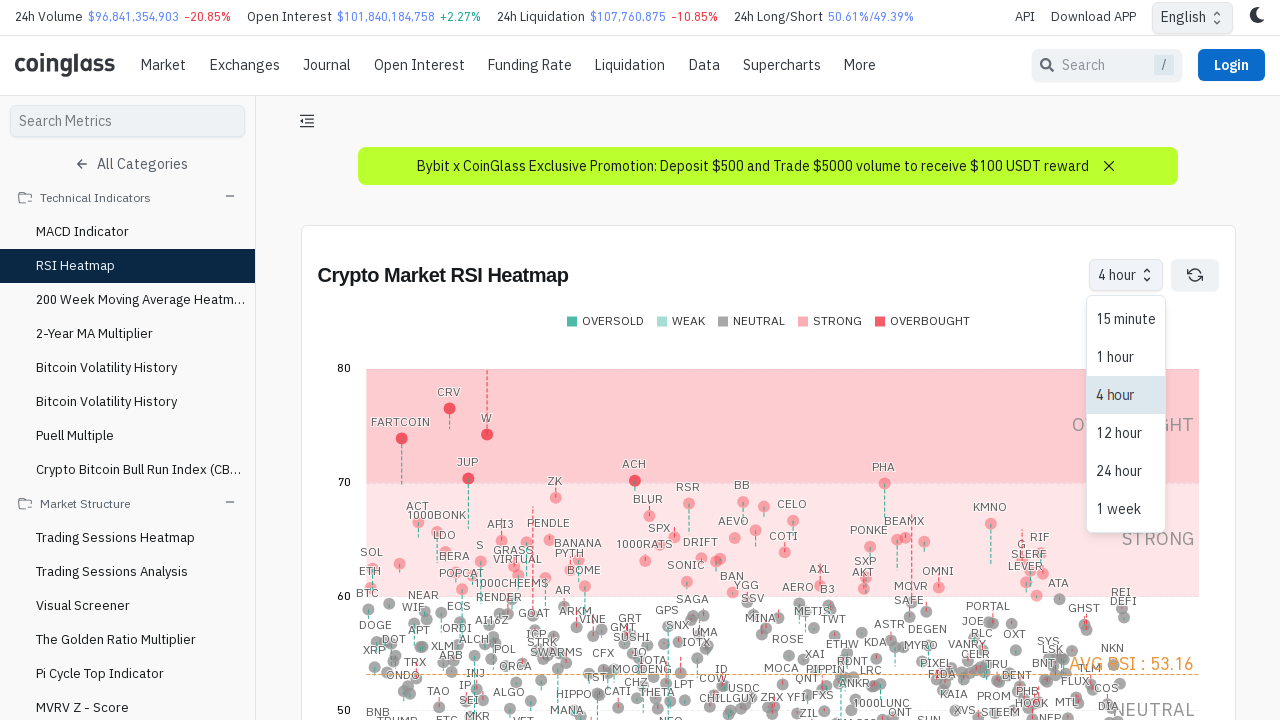 24h Volume $96,841,354,903 -20.85% Open Interest $101,840,184,758 +2.27% 24h Liquidation $107,760,875 -10.85% 24h Long/Short 50.61%/49.39% API Download APP English
coinglass Market Exchanges Journal Open Interest Funding Rate Liquidation Data Supercharts More Search / Login
Search Metrics
All Categories
Technical Indicators
MACD Indicator
RSI Heatmap
200 Week Moving Average Heatm...
2-Year MA Multiplier
Bitcoin Volatility History
Bitcoin Volatility History
Puell Multiple
Crypto Bitcoin Bull Run Index (CB...
Market Structure
Trading Sessions Heatmap
Trading Sessions Analysis
Visual Screener
The Golden Ratio Multiplier
Pi Cycle Top Indicator
MVRV Z - Score
Bybit x CoinGlass Exclusive Promotion: Deposit $500 and Trade $5000 volume to receive $100 USDT reward
Crypto Market RSI Heatmap
4 hour
15 minute
1 hour
4 hour
12 hour
24 hour
1 week
OVERSOLD WEAK NEUTRAL STRONG OVERBOUGHT
80
CRV
FARTCOIN W
JUP ACH PHA
70
ZK RSR BB
ACT BLUR CELO KMNO
1000BONK API3 PENDLE SPX AEVO PONKE BEAMX
STRONG
LDO S BANANA 1000RATS DRIFT COTI G RIF
SOL BERA GRASS PYTH SXP SLERF
ETH POPCAT VIRTUAL BOME SONIC AXL AKT OMNI LEVER
1000CHEEMS BAN
BTC NEAR RENDER AR YGG AERO B3 MOVR ATA REI
60
WIF EOS GOAT ARKM SAGA SSV SAFE PORTAL GHST DEFI
DOGE APT ORDI AI16Z VINE GRT GPS MINA METIS TWT ASTR DEGEN JOE
DOT ALCH ICP GMT SNX UMA ROSE ETHW KDA RLC OXT
XRP XLM POL STRK SUSHI IOTX XAI MYRO VANRY SYS NKN
TRX ARB ORCA SWARMS CFX IO IOTA RDNT PIXEL CELR LSK
AVG RSI : 53.16
ONDO INJ TST MOODENG ID MOCA PIPPIN LRC FIDA TRU BNT TLM
TAO IP ALGO HIPPO CATI CHZ THETA LPT COW USDC QNT ANKR KAIA DENT FLUX COS
SEI CHILLGUY ZRX YFI FXS 1000LUNC PROM PHB MTL
50
BNB MKR MANA ZIL XVS STEEM HOOK DIA
NEUTRAL